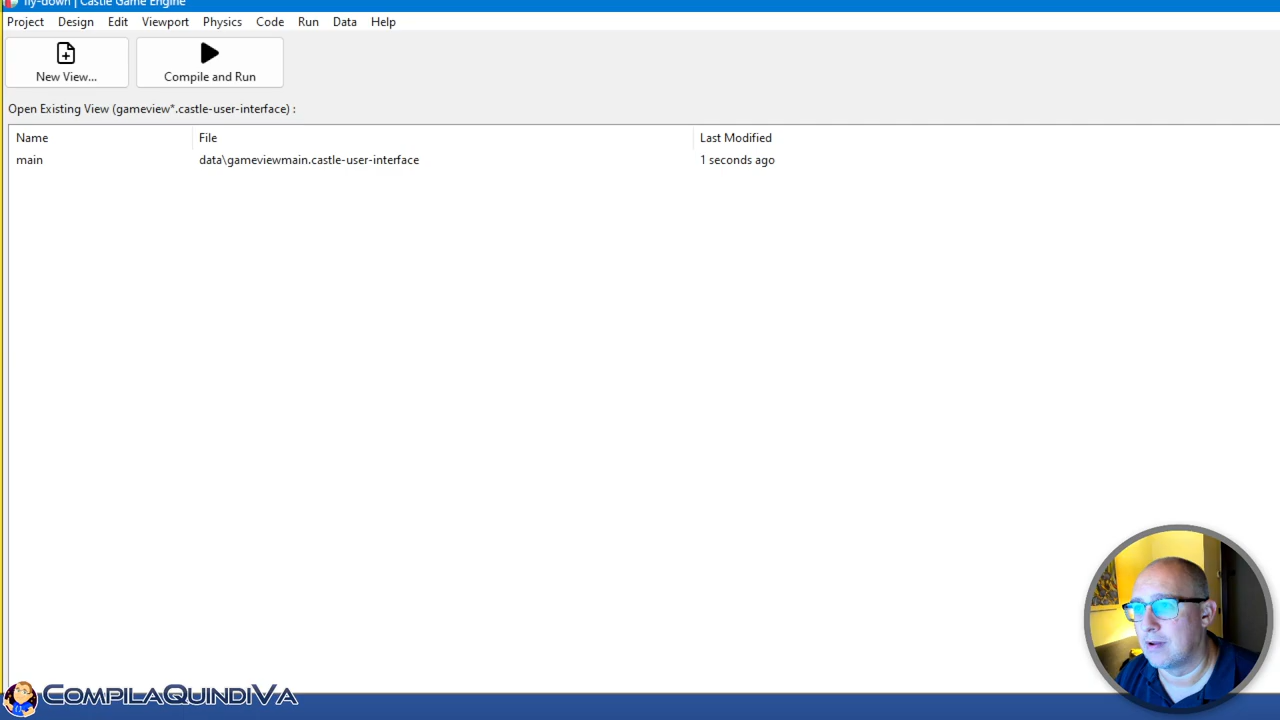 fly-down | Castle Game Engine
Project Design Edit Viewport Physics Code Run Data Help
New View... Compile and Run
Open Existing View (gameview*.castle-user-interface) :
Name File Last Modified
main data\gameviewmain.castle-user-interface 1 seconds ago
COMPILAQUINDIVA